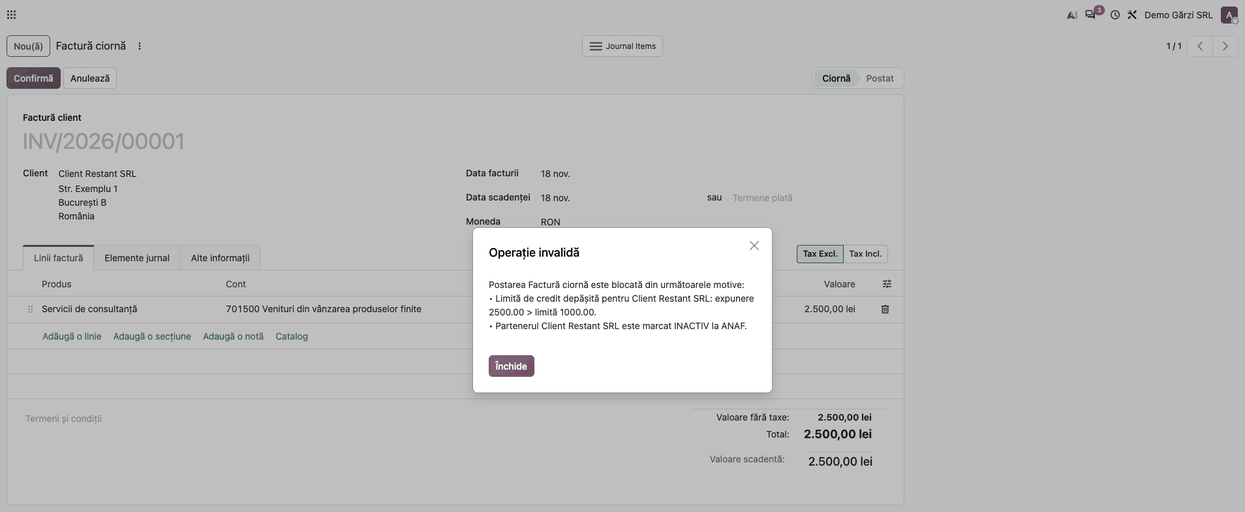 3
Demo Gărzi SRL
A
Nou(ă)
Factură ciornă
Journal Items
1 / 1
Confirmă
Anulează
Ciornă
Postat
Factură client
INV/2026/00001
Client
Client Restant SRL
Str. Exemplu 1
București B
România
Data facturii
18 nov.
Data scadenței
18 nov.
sau
Termene plată
Moneda
RON
Linii factură
Elemente jurnal
Alte informații
Tax Excl.
Tax Incl.
Produs
Cont
Valoare
Servicii de consultanță
701500 Venituri din vânzarea produselor finite
2.500,00 lei
Adăugă o linie
Adaugă o secțiune
Adaugă o notă
Catalog
Operație invalidă
Postarea Factură ciornă este blocată din următoarele motive:
• Limită de credit depășită pentru Client Restant SRL: expunere
2500.00 > limită 1000.00.
• Partenerul Client Restant SRL este marcat INACTIV la ANAF.
Închide
Termeni și condiții
Valoare fără taxe:
2.500,00 lei
Total:
2.500,00 lei
Valoare scadentă:
2.500,00 lei